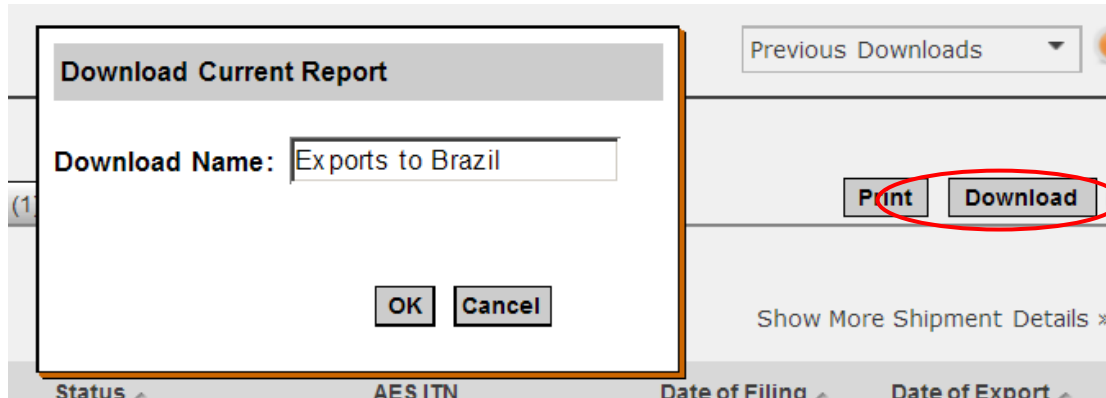 Previous Downloads
Download Current Report
Download Name: Exports to Brazil
(1)
Print Download
OK Cancel
Show More Shipment Details »
Status AES ITN Date of Filing Date of Export